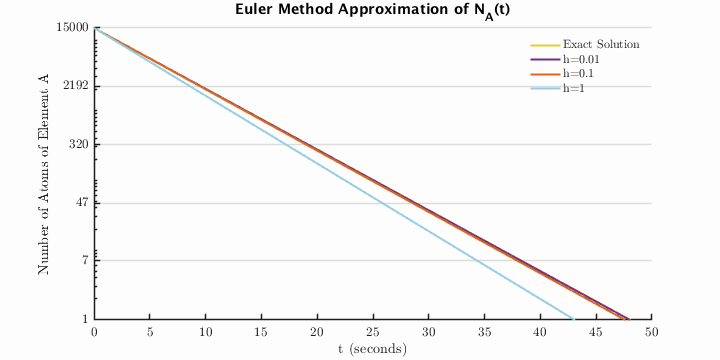 Euler Method Approximation of N_A(t)
Number of Atoms of Element A
15000
2192
320
47
7
1
Exact Solution
h=0.01
h=0.1
h=1
0 5 10 15 20 25 30 35 40 45 50
t (seconds)